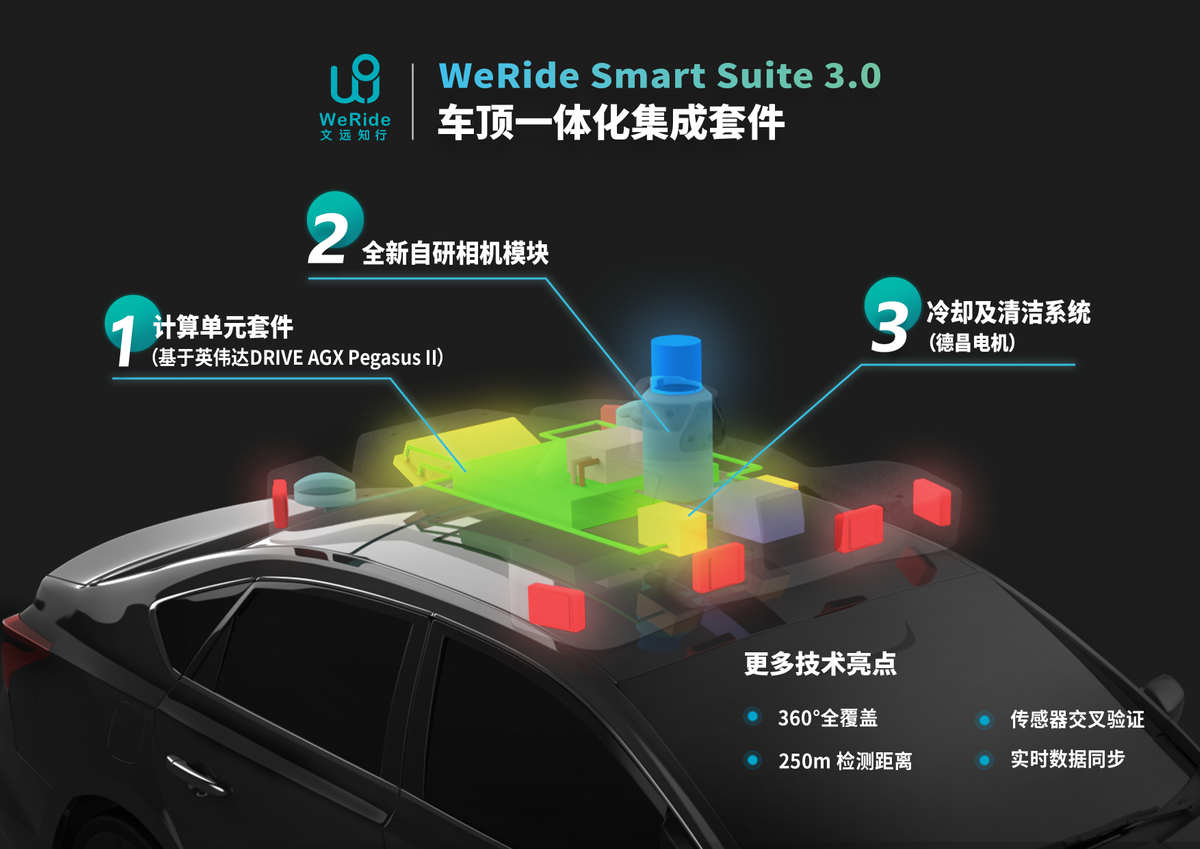 WeRide
文远知行
WeRide Smart Suite 3.0
车顶一体化集成套件
2
全新自研相机模块
1
计算单元套件
（基于英伟达DRIVE AGX Pegasus II）
3
冷却及清洁系统
（德昌电机）
更多技术亮点
360°全覆盖
传感器交叉验证
250m 检测距离
实时数据同步